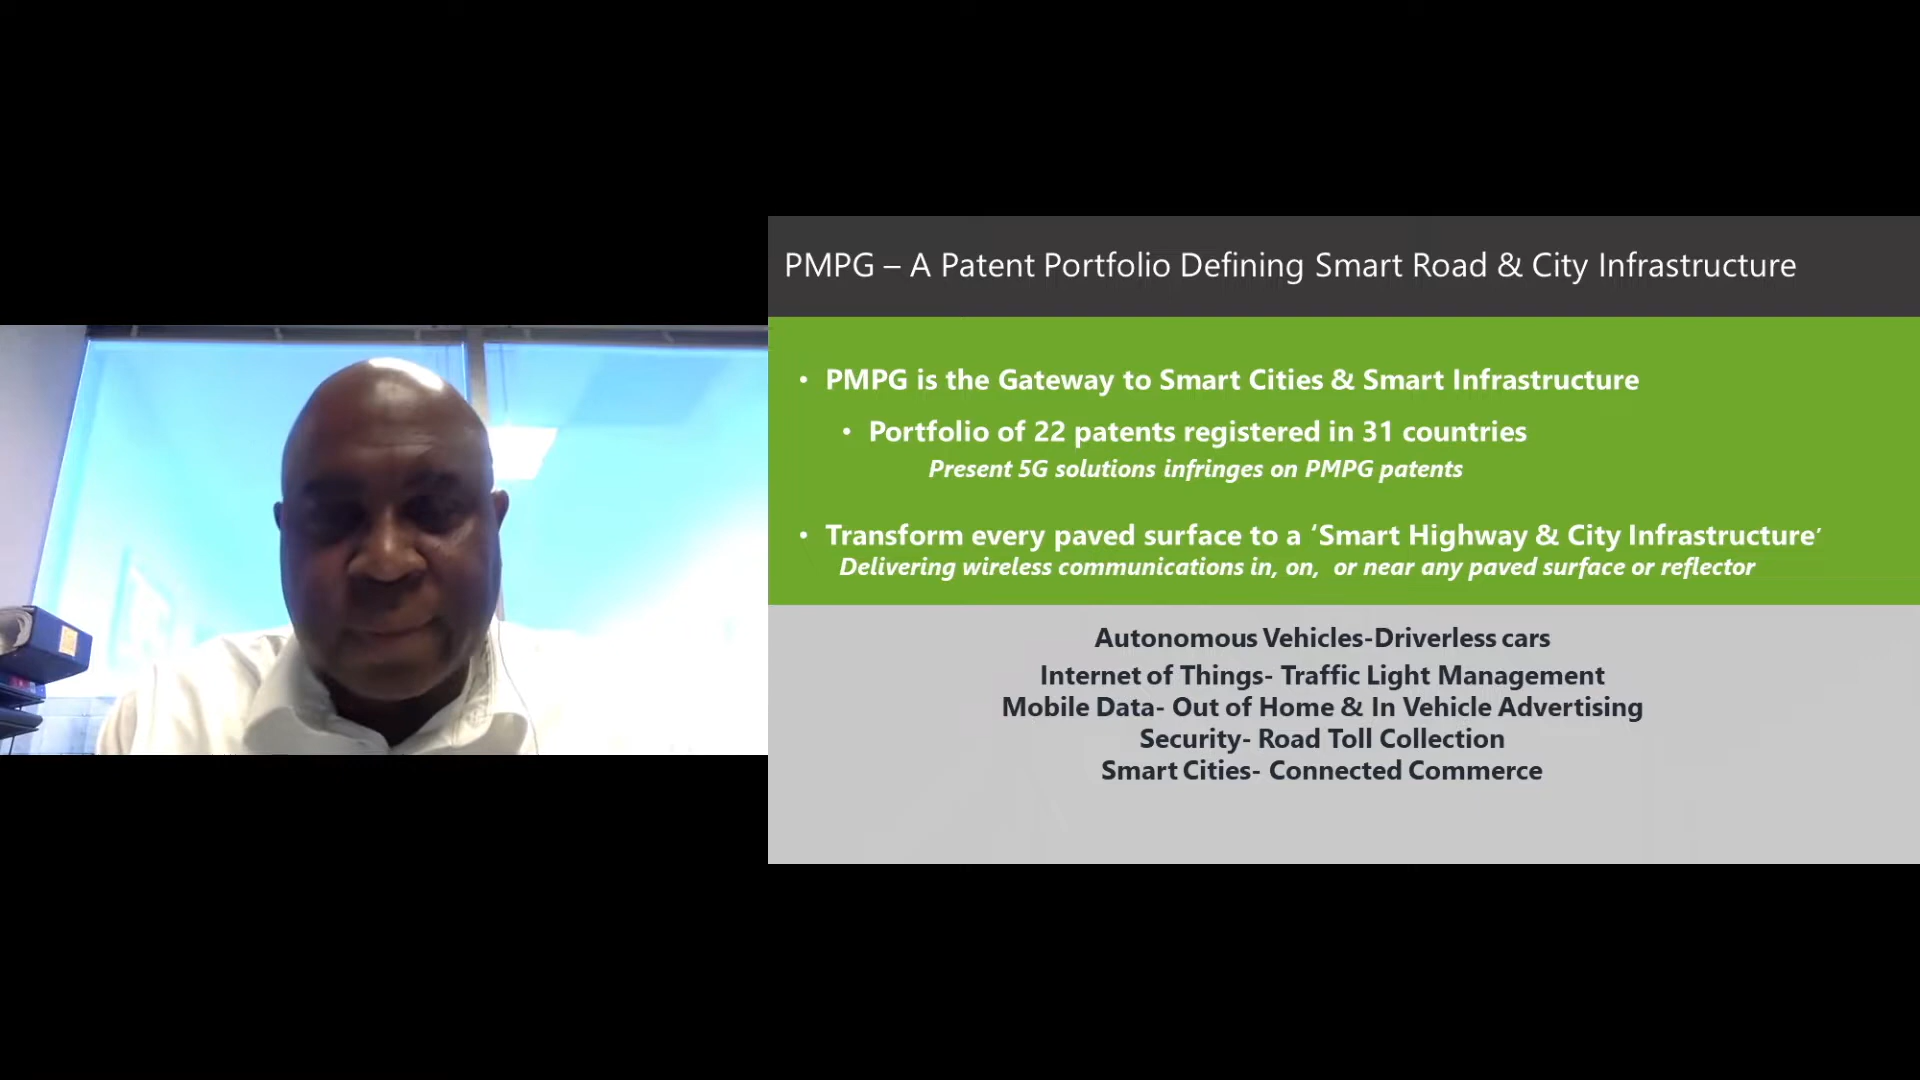 PMPG – A Patent Portfolio Defining Smart Road & City Infrastructure
• PMPG is the Gateway to Smart Cities & Smart Infrastructure
• Portfolio of 22 patents registered in 31 countries
Present 5G solutions infringes on PMPG patents
• Transform every paved surface to a ‘Smart Highway & City Infrastructure’
Delivering wireless communications in, on, or near any paved surface or reflector
Autonomous Vehicles-Driverless cars
Internet of Things- Traffic Light Management
Mobile Data- Out of Home & In Vehicle Advertising
Security- Road Toll Collection
Smart Cities- Connected Commerce